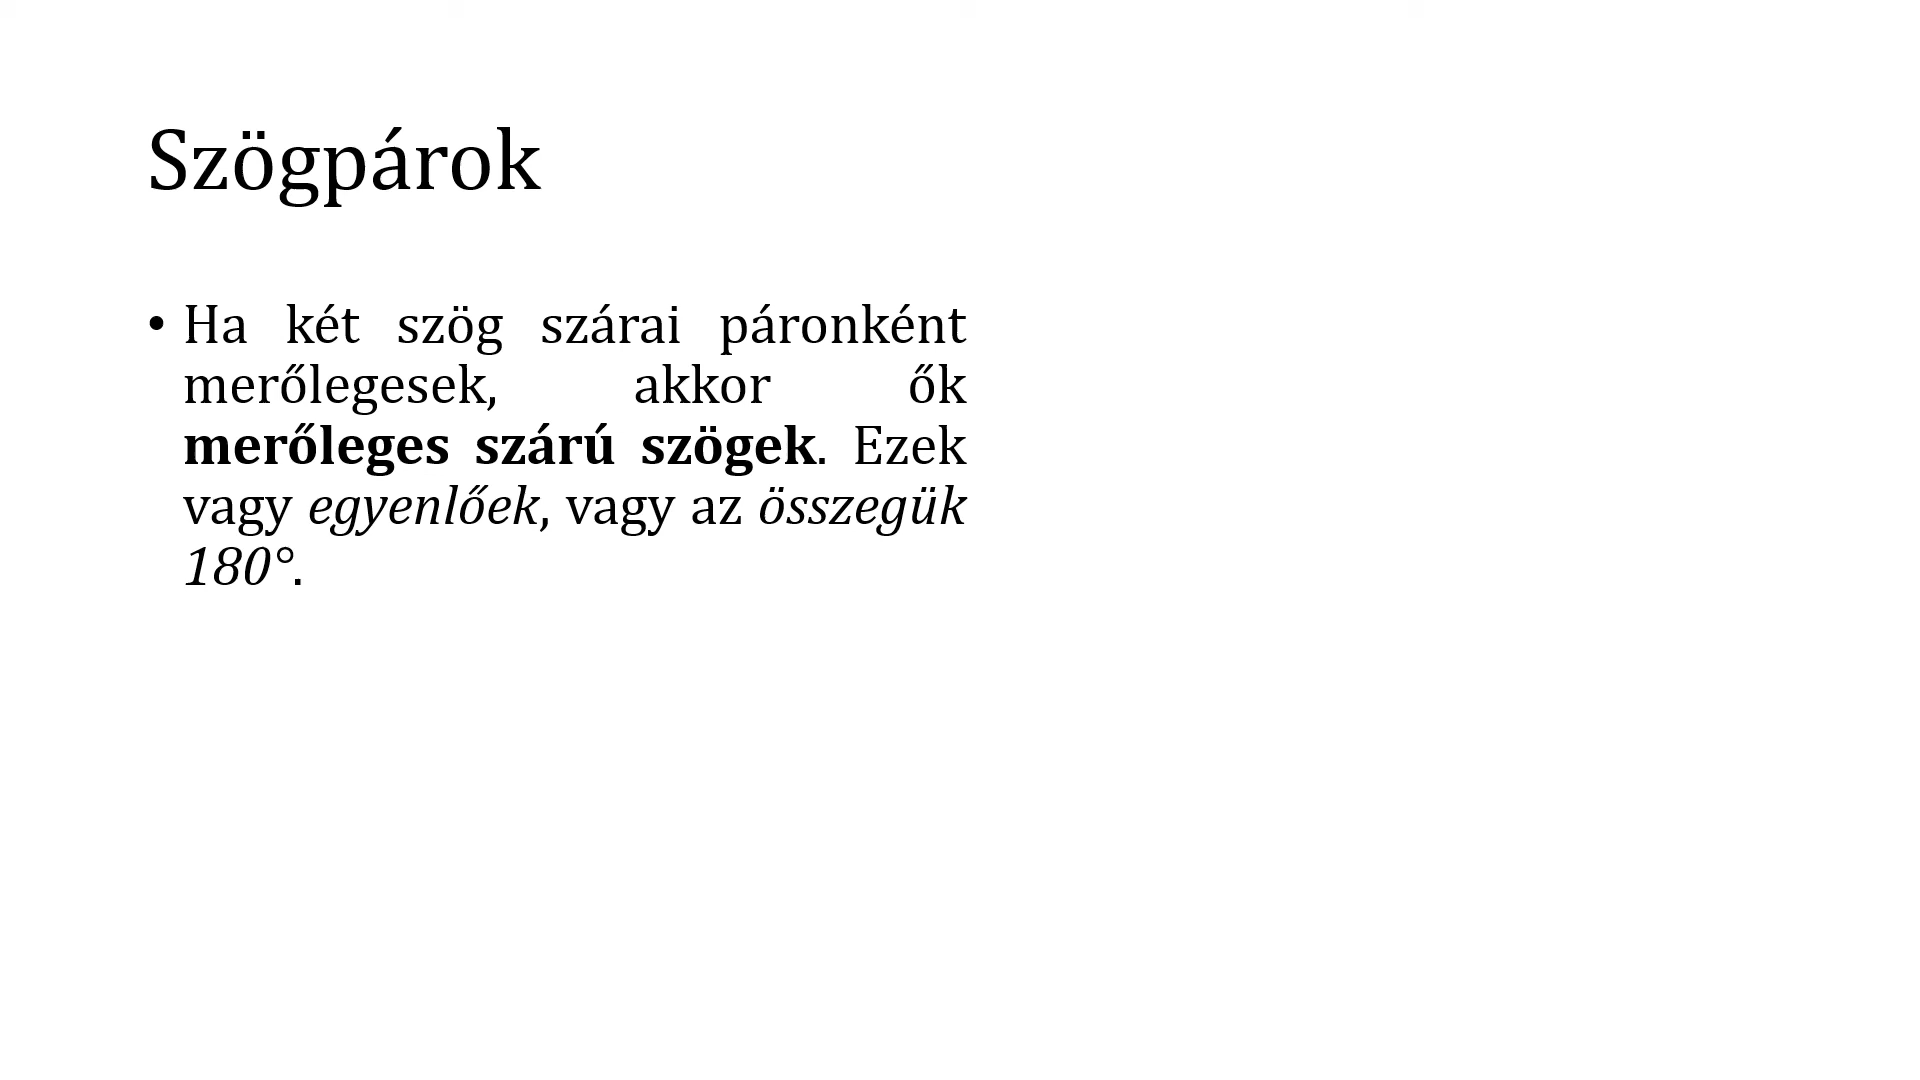 Szögpárok
• Ha két szög szárai páronként
merőlegesek, akkor ők
merőleges szárú szögek. Ezek
vagy egyenlőek, vagy az összegük
180°.